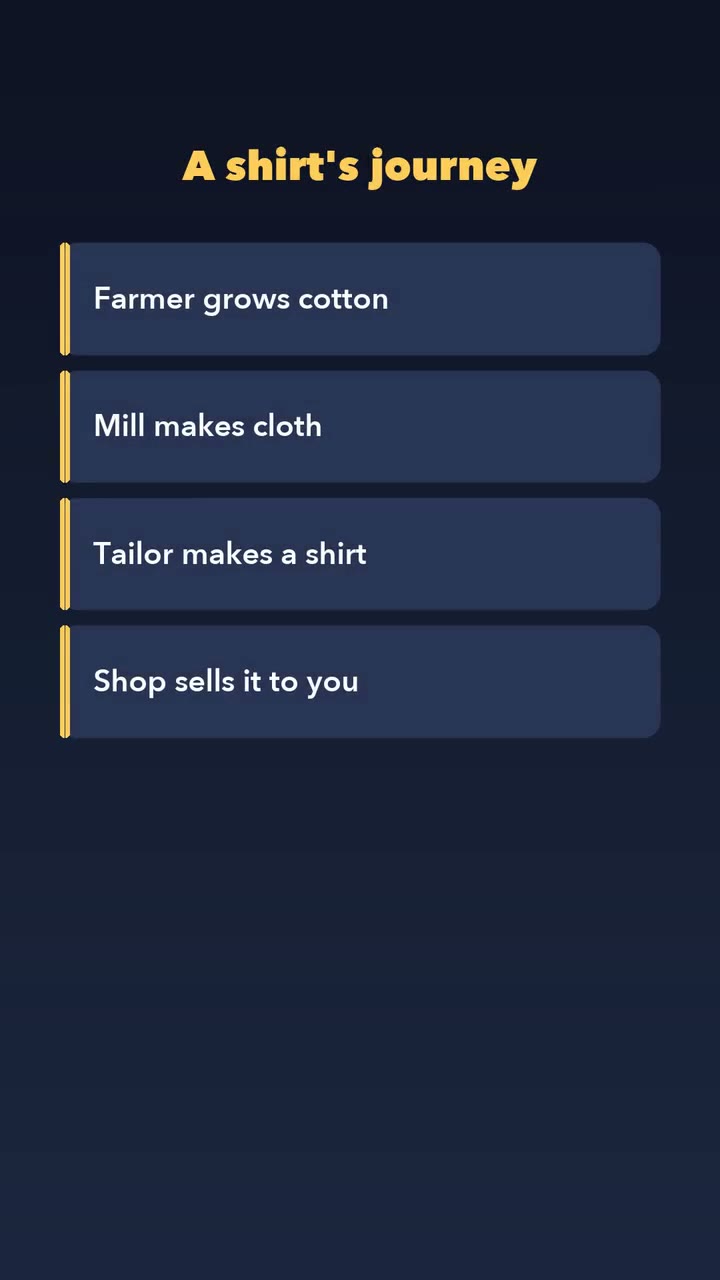 A shirt's journey
Farmer grows cotton
Mill makes cloth
Tailor makes a shirt
Shop sells it to you